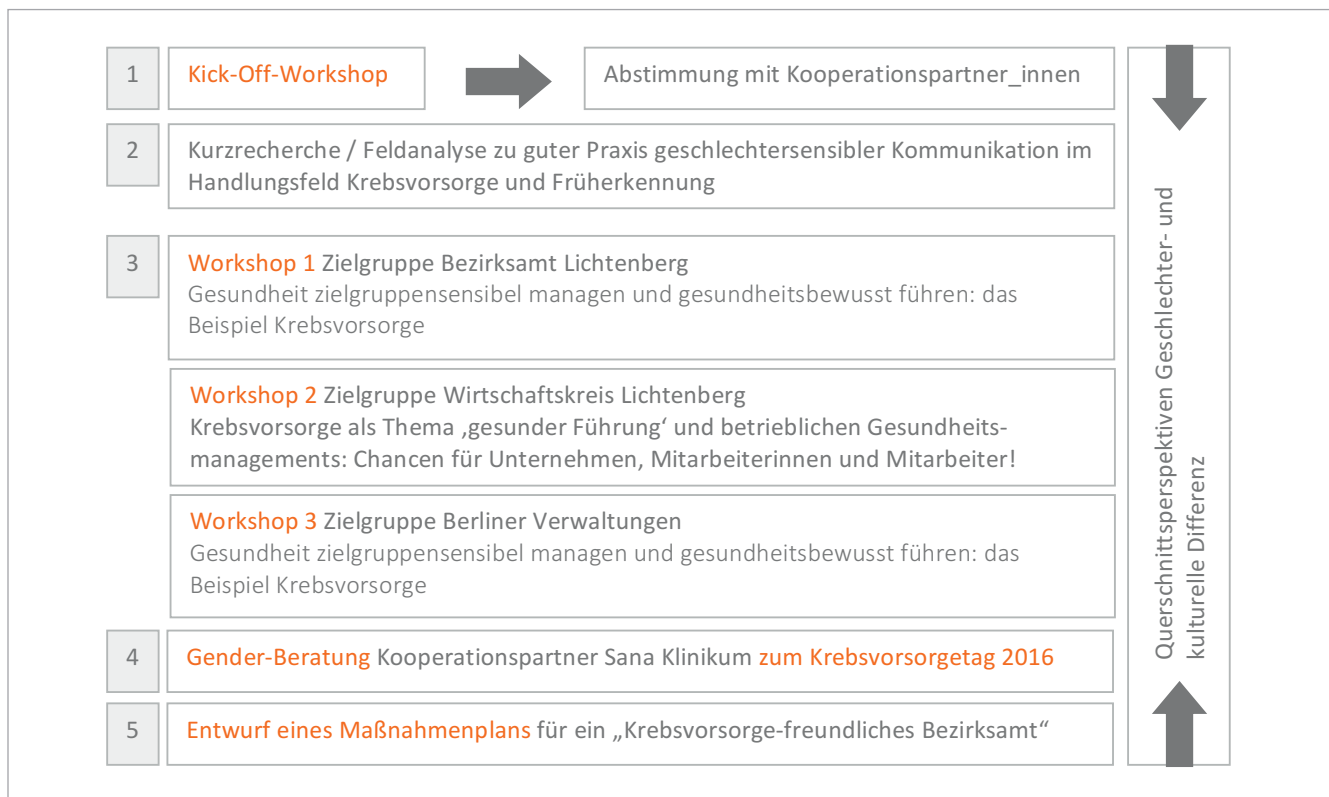 1
Kick-Off-Workshop
Abstimmung mit Kooperationspartner_innen
2
Kurzrecherche / Feldanalyse zu guter Praxis geschlechtersensibler Kommunikation im
Handlungsfeld Krebsvorsorge und Früherkennung
3
Workshop 1 Zielgruppe Bezirksamt Lichtenberg
Gesundheit zielgruppensensibel managen und gesundheitsbewusst führen: das
Beispiel Krebsvorsorge
Workshop 2 Zielgruppe Wirtschaftskreis Lichtenberg
Krebsvorsorge als Thema ‚gesunder Führung‘ und betrieblichen Gesundheits-
managements: Chancen für Unternehmen, Mitarbeiterinnen und Mitarbeiter!
Workshop 3 Zielgruppe Berliner Verwaltungen
Gesundheit zielgruppensensibel managen und gesundheitsbewusst führen: das
Beispiel Krebsvorsorge
4
Gender-Beratung Kooperationspartner Sana Klinikum zum Krebsvorsorgetag 2016
5
Entwurf eines Maßnahmenplans für ein „Krebsvorsorge-freundliches Bezirksamt“
Querschnittsperspektiven Geschlechter- und
kulturelle Differenz